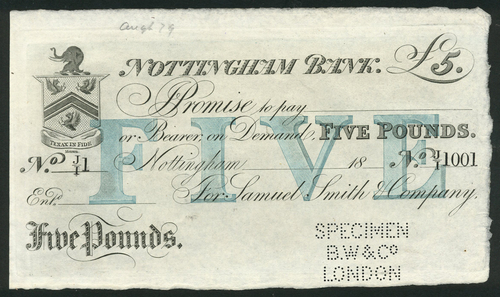 Augt 79
NOTTINGHAM BANK. £5.
TENAX IN FIDE
I Promise to pay
or Bearer, on Demand, FIVE POUNDS.
FIVE
No. J/I 1 Nottingham 18 No. J/I 1001
Entd. For Samuel Smith & Company.
Five Pounds.
SPECIMEN
B.W&Co
LONDON